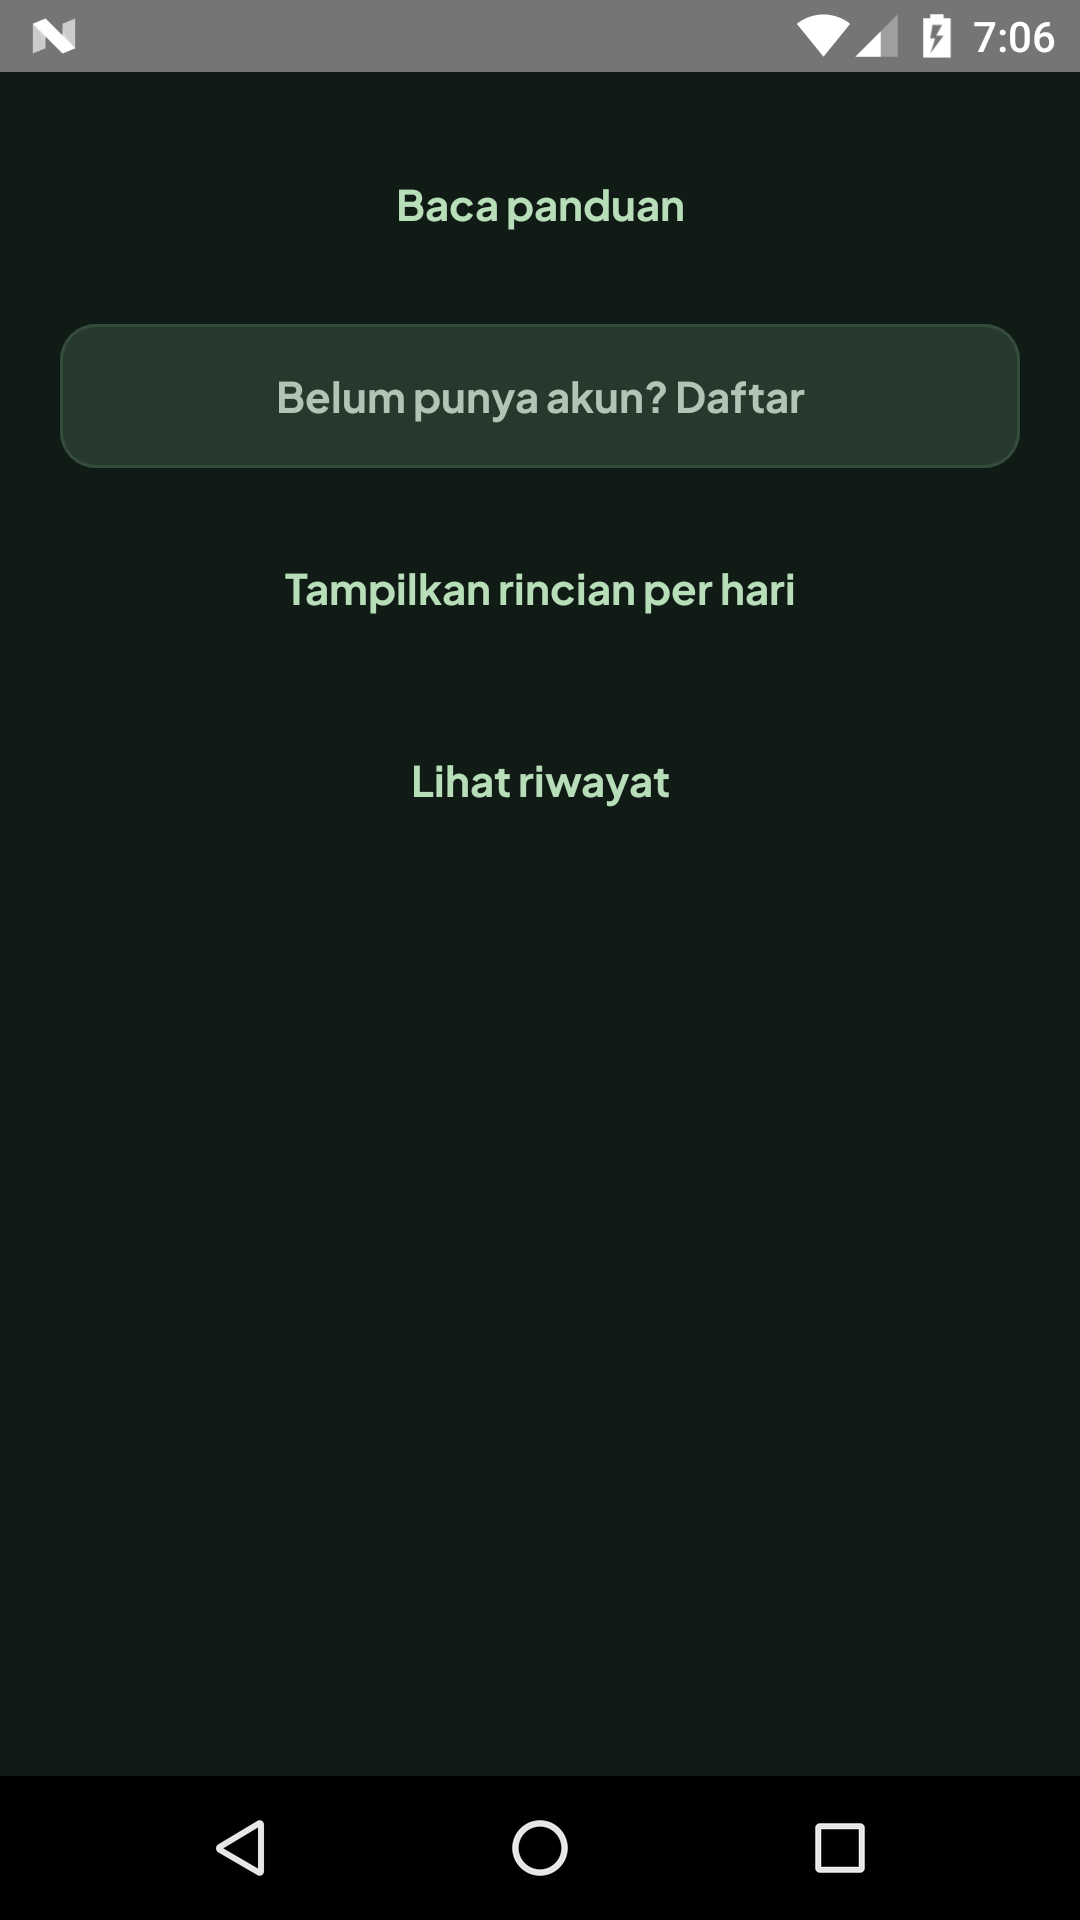 7:06
Baca panduan
Belum punya akun? Daftar
Tampilkan rincian per hari
Lihat riwayat